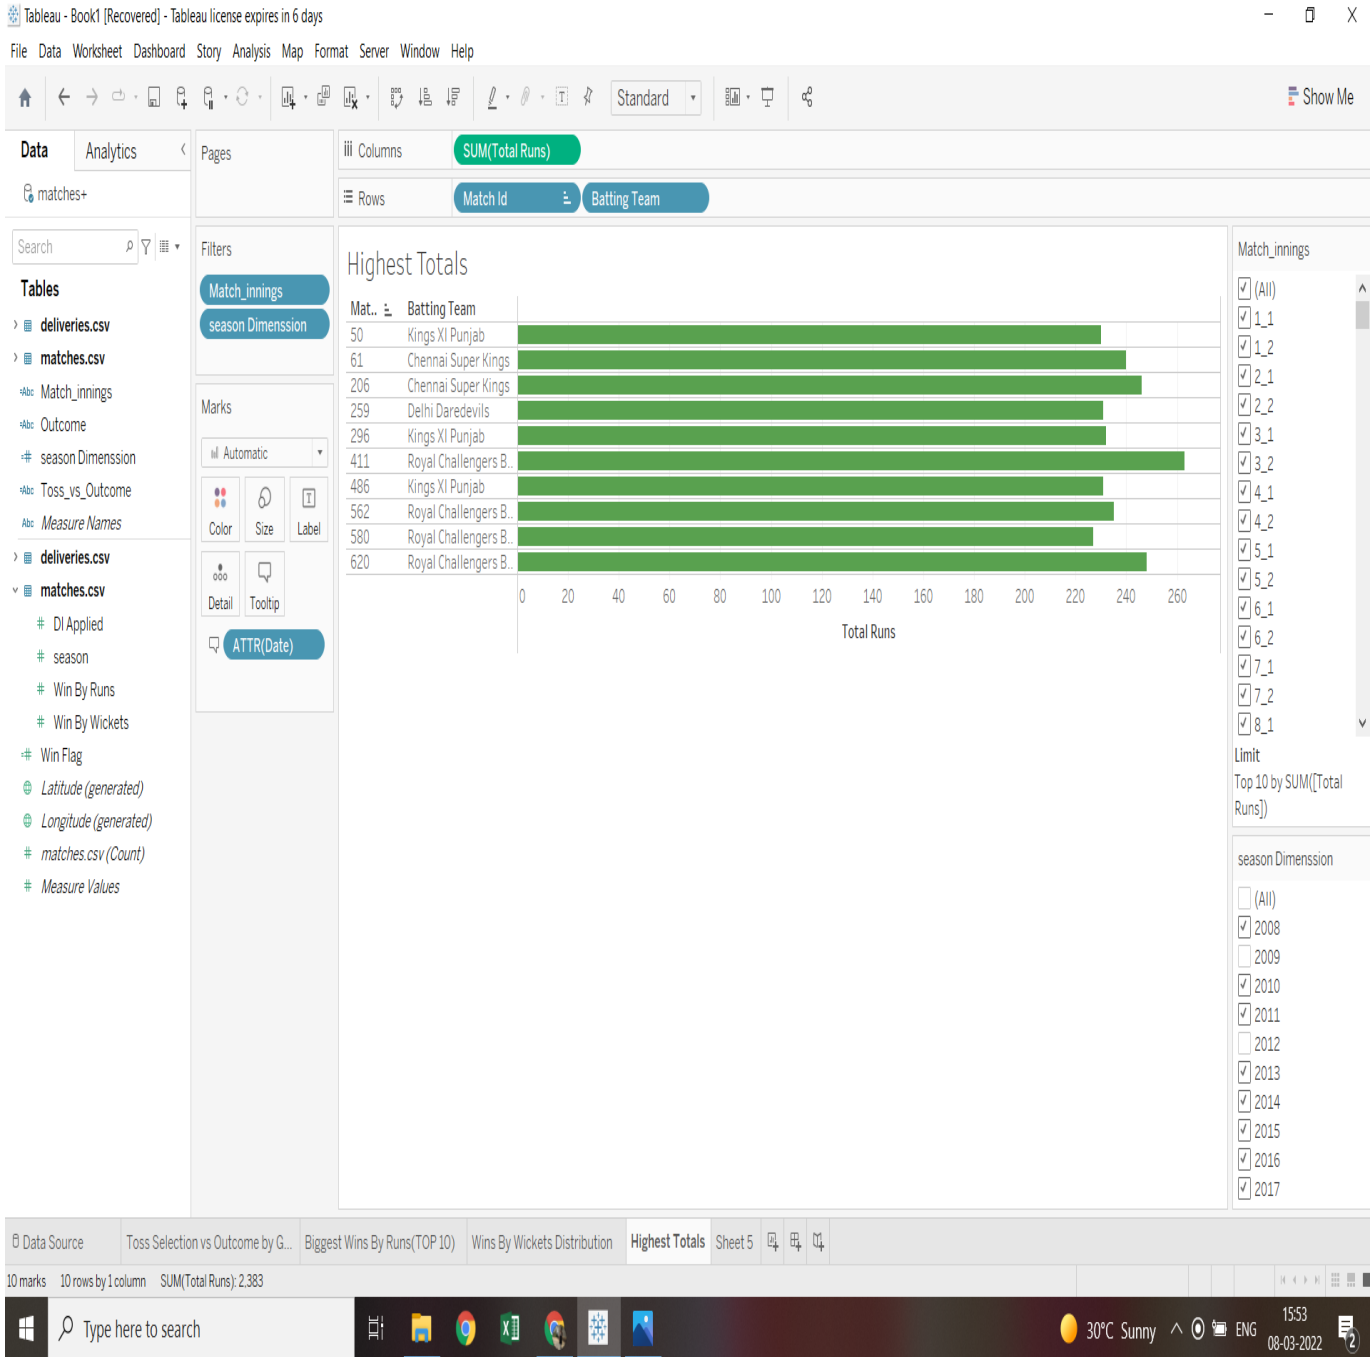 Tableau - Book1 [Recovered] - Tableau license expires in 6 days
File Data Worksheet Dashboard Story Analysis Map Format Server Window Help
Standard
Show Me
Data
Analytics
matches+
Search
Tables
deliveries.csv
matches.csv
Abc Match_innings
Abc Outcome
season Dimenssion
Abc Toss_vs_Outcome
Abc Measure Names
deliveries.csv
matches.csv
# Dl Applied
# season
# Win By Runs
# Win By Wickets
Win Flag
Latitude (generated)
Longitude (generated)
# matches.csv (Count)
# Measure Values
Pages
Filters
Match_innings
season Dimenssion
Marks
Automatic
Color
Size
Label
Detail
Tooltip
ATTR(Date)
Columns
SUM(Total Runs)
Rows
Match Id
Batting Team
Highest Totals
Mat.. Batting Team
50 Kings XI Punjab
61 Chennai Super Kings
206 Chennai Super Kings
259 Delhi Daredevils
296 Kings XI Punjab
411 Royal Challengers B..
486 Kings XI Punjab
562 Royal Challengers B..
580 Royal Challengers B..
620 Royal Challengers B..
0 20 40 60 80 100 120 140 160 180 200 220 240 260
Total Runs
Match_innings
(All)
1_1
1_2
2_1
2_2
3_1
3_2
4_1
4_2
5_1
5_2
6_1
6_2
7_1
7_2
8_1
Limit
Top 10 by SUM([Total
Runs])
season Dimenssion
(All)
2008
2009
2010
2011
2012
2013
2014
2015
2016
2017
Data Source
Toss Selection vs Outcome by G...
Biggest Wins By Runs(TOP 10)
Wins By Wickets Distribution
Highest Totals
Sheet 5
10 marks 10 rows by 1 column SUM(Total Runs): 2,383
Type here to search
30°C Sunny
ENG
15:53
08-03-2022
2